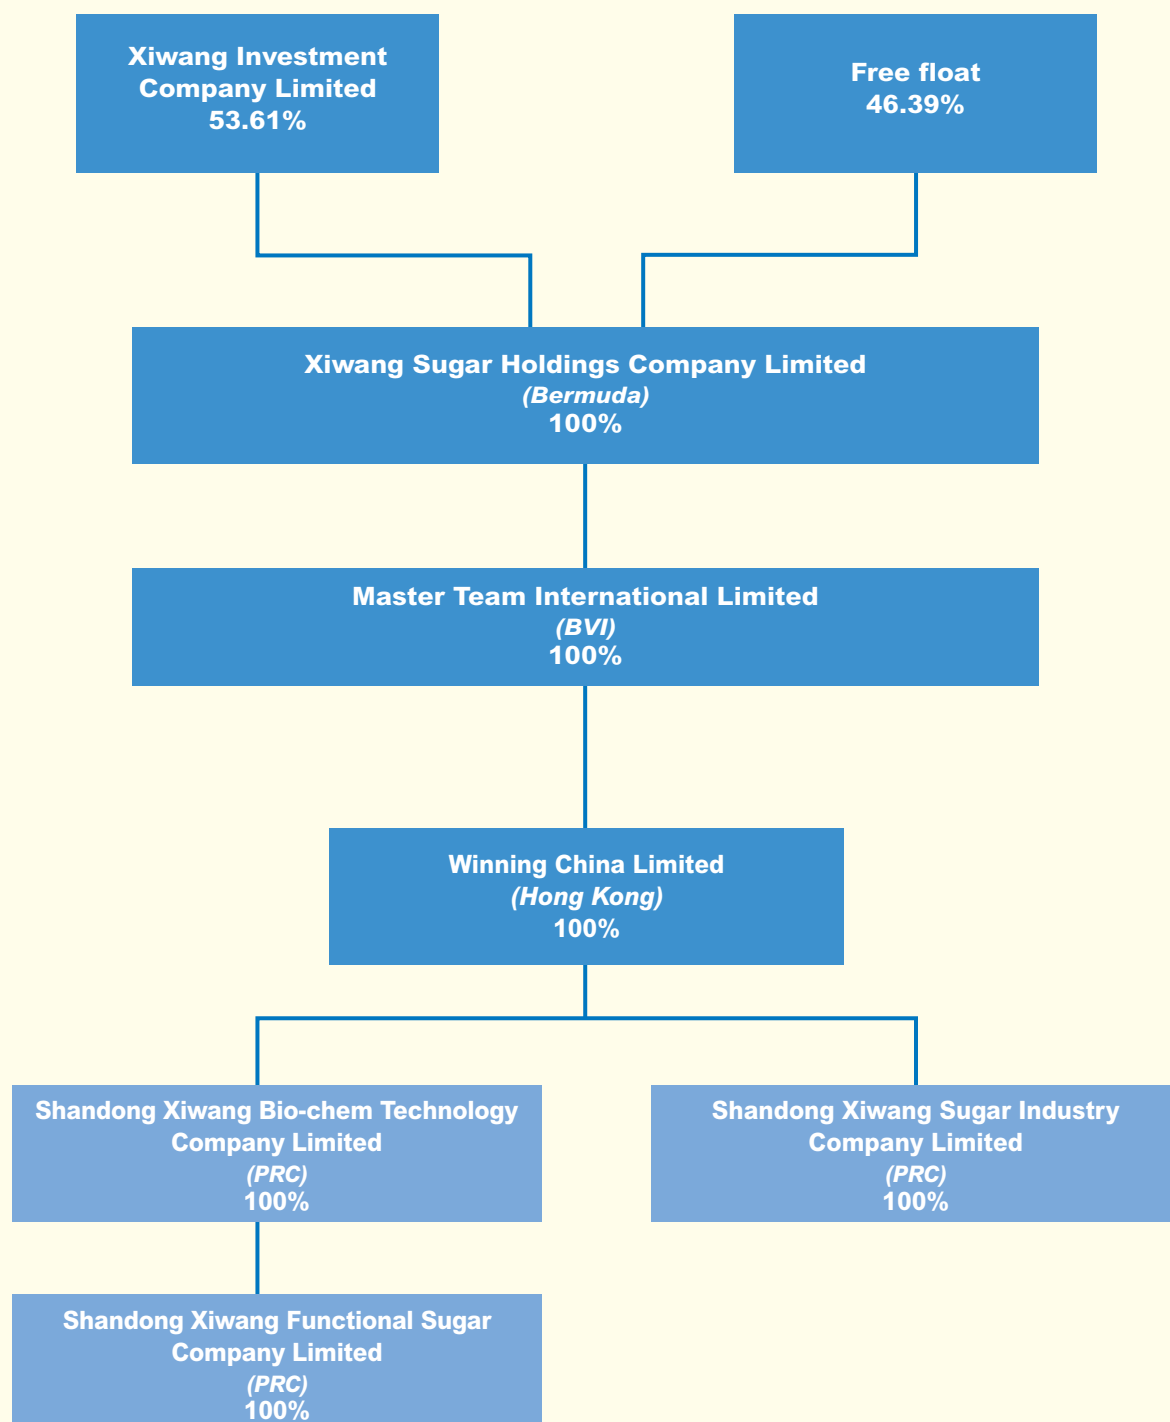 Xiwang Investment
Company Limited
53.61%
Free float
46.39%
Xiwang Sugar Holdings Company Limited
(Bermuda)
100%
Master Team International Limited
(BVI)
100%
Winning China Limited
(Hong Kong)
100%
Shandong Xiwang Bio-chem Technology
Company Limited
(PRC)
100%
Shandong Xiwang Sugar Industry
Company Limited
(PRC)
100%
Shandong Xiwang Functional Sugar
Company Limited
(PRC)
100%